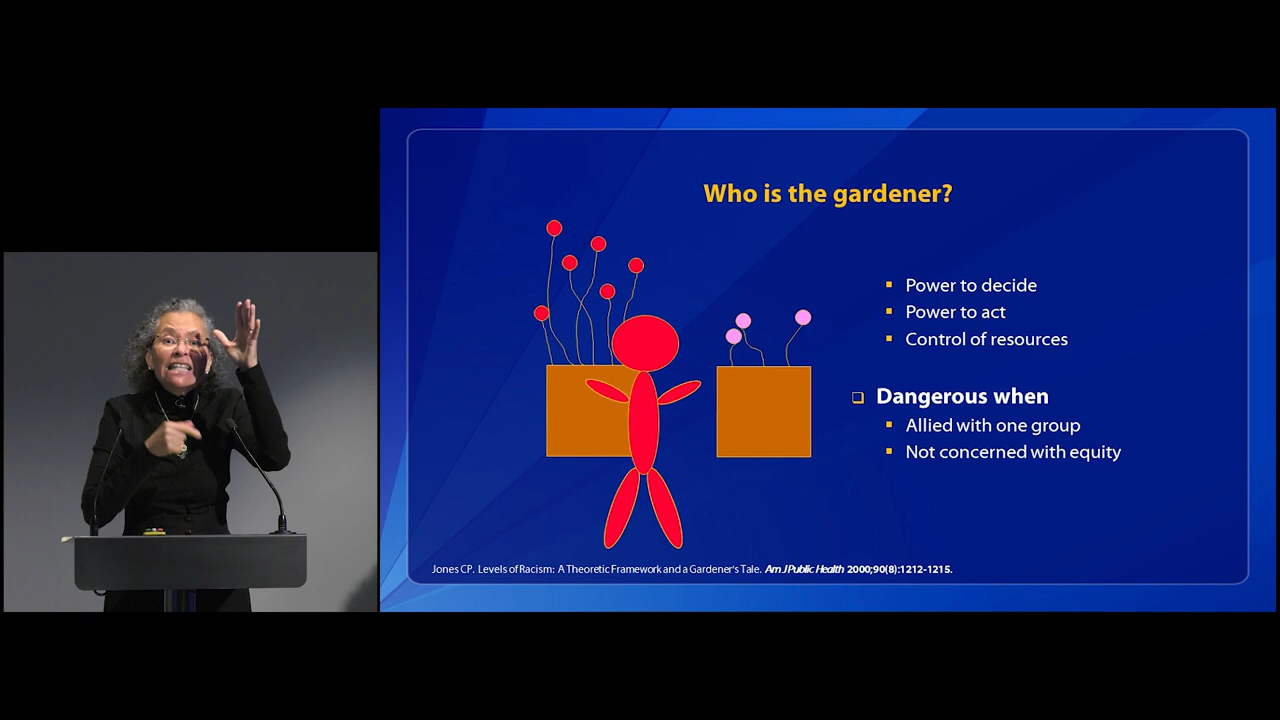 Who is the gardener?
Power to decide
Power to act
Control of resources
Dangerous when
Allied with one group
Not concerned with equity
Jones CP. Levels of Racism: A Theoretic Framework and a Gardener's Tale. Am J Public Health 2000;90(8):1212-1215.